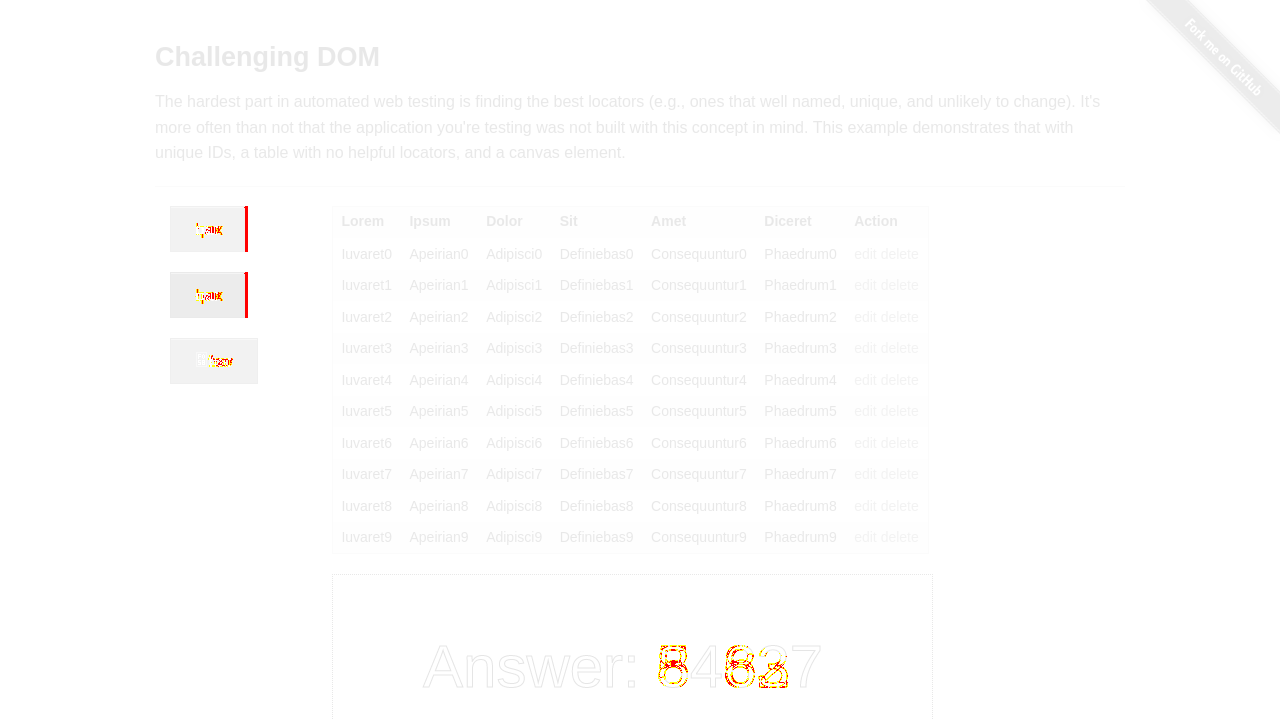 Fork me on GitHub
Challenging DOM
The hardest part in automated web testing is finding the best locators (e.g., ones that well named, unique, and unlikely to change). It's
more often than not that the application you're testing was not built with this concept in mind. This example demonstrates that with
unique IDs, a table with no helpful locators, and a canvas element.
Lorem Ipsum Dolor Sit Amet Diceret Action
Iuvaret0 Apeirian0 Adipisci0 Definiebas0 Consequuntur0 Phaedrum0 edit delete
Iuvaret1 Apeirian1 Adipisci1 Definiebas1 Consequuntur1 Phaedrum1 edit delete
Iuvaret2 Apeirian2 Adipisci2 Definiebas2 Consequuntur2 Phaedrum2 edit delete
Iuvaret3 Apeirian3 Adipisci3 Definiebas3 Consequuntur3 Phaedrum3 edit delete
Iuvaret4 Apeirian4 Adipisci4 Definiebas4 Consequuntur4 Phaedrum4 edit delete
Iuvaret5 Apeirian5 Adipisci5 Definiebas5 Consequuntur5 Phaedrum5 edit delete
Iuvaret6 Apeirian6 Adipisci6 Definiebas6 Consequuntur6 Phaedrum6 edit delete
Iuvaret7 Apeirian7 Adipisci7 Definiebas7 Consequuntur7 Phaedrum7 edit delete
Iuvaret8 Apeirian8 Adipisci8 Definiebas8 Consequuntur8 Phaedrum8 edit delete
Iuvaret9 Apeirian9 Adipisci9 Definiebas9 Consequuntur9 Phaedrum9 edit delete
Answer: